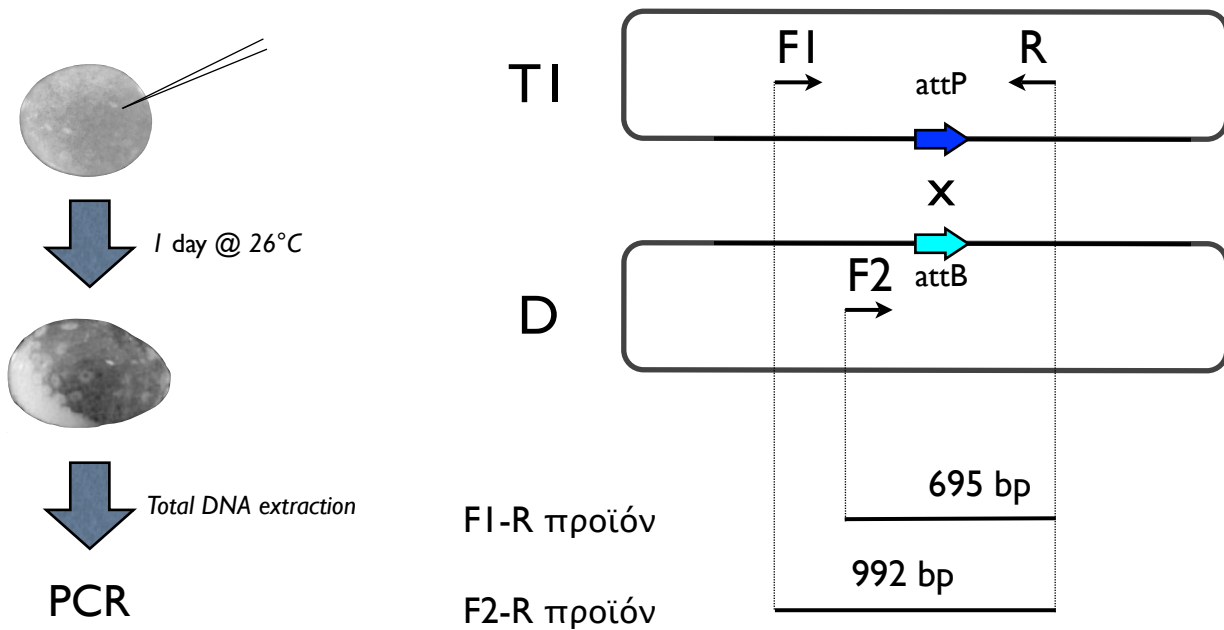 1 day @ 26°C
Total DNA extraction
PCR
T1
F1
R
attP
x
attB
F2
D
695 bp
F1-R προϊόν
992 bp
F2-R προϊόν